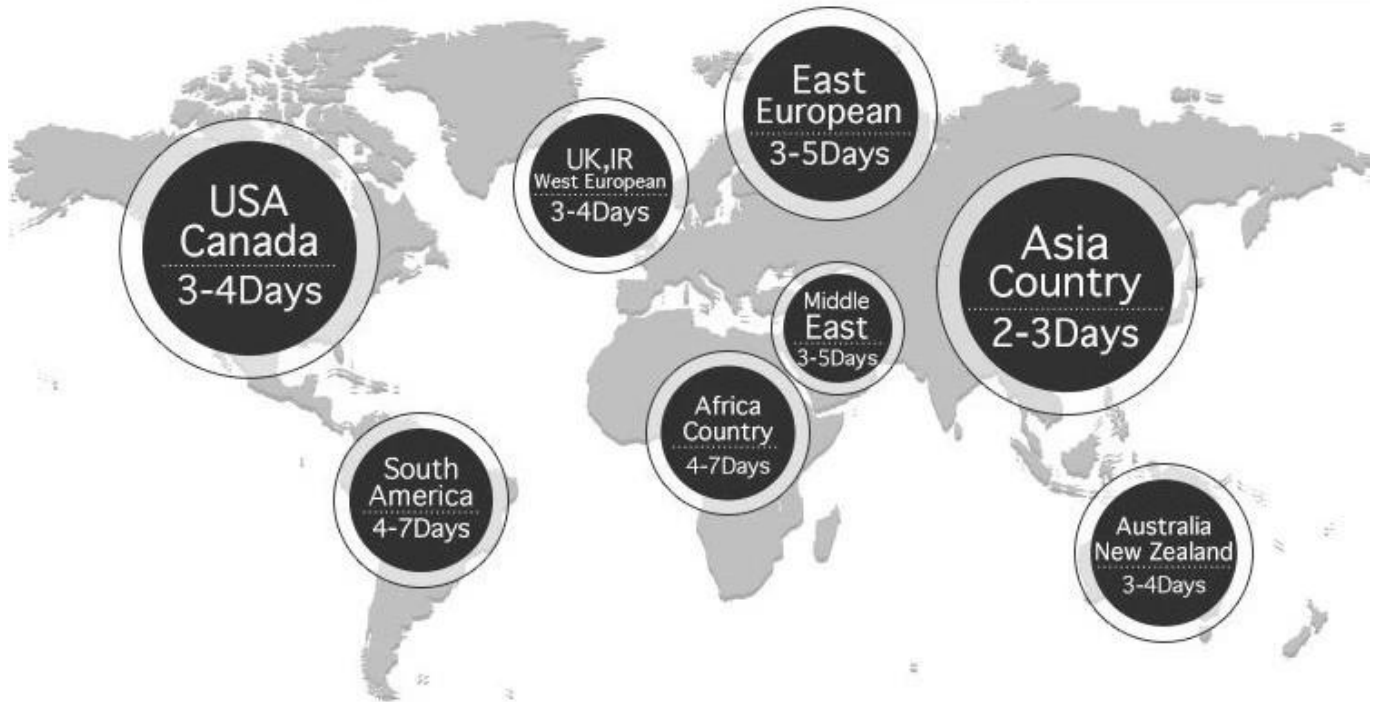 USA
Canada
3-4Days
UK,IR
West European
3-4Days
East
European
3-5Days
Asia
Country
2-3Days
Middle
East
3-5Days
Africa
Country
4-7Days
South
America
4-7Days
Australia
New Zealand
3-4Days